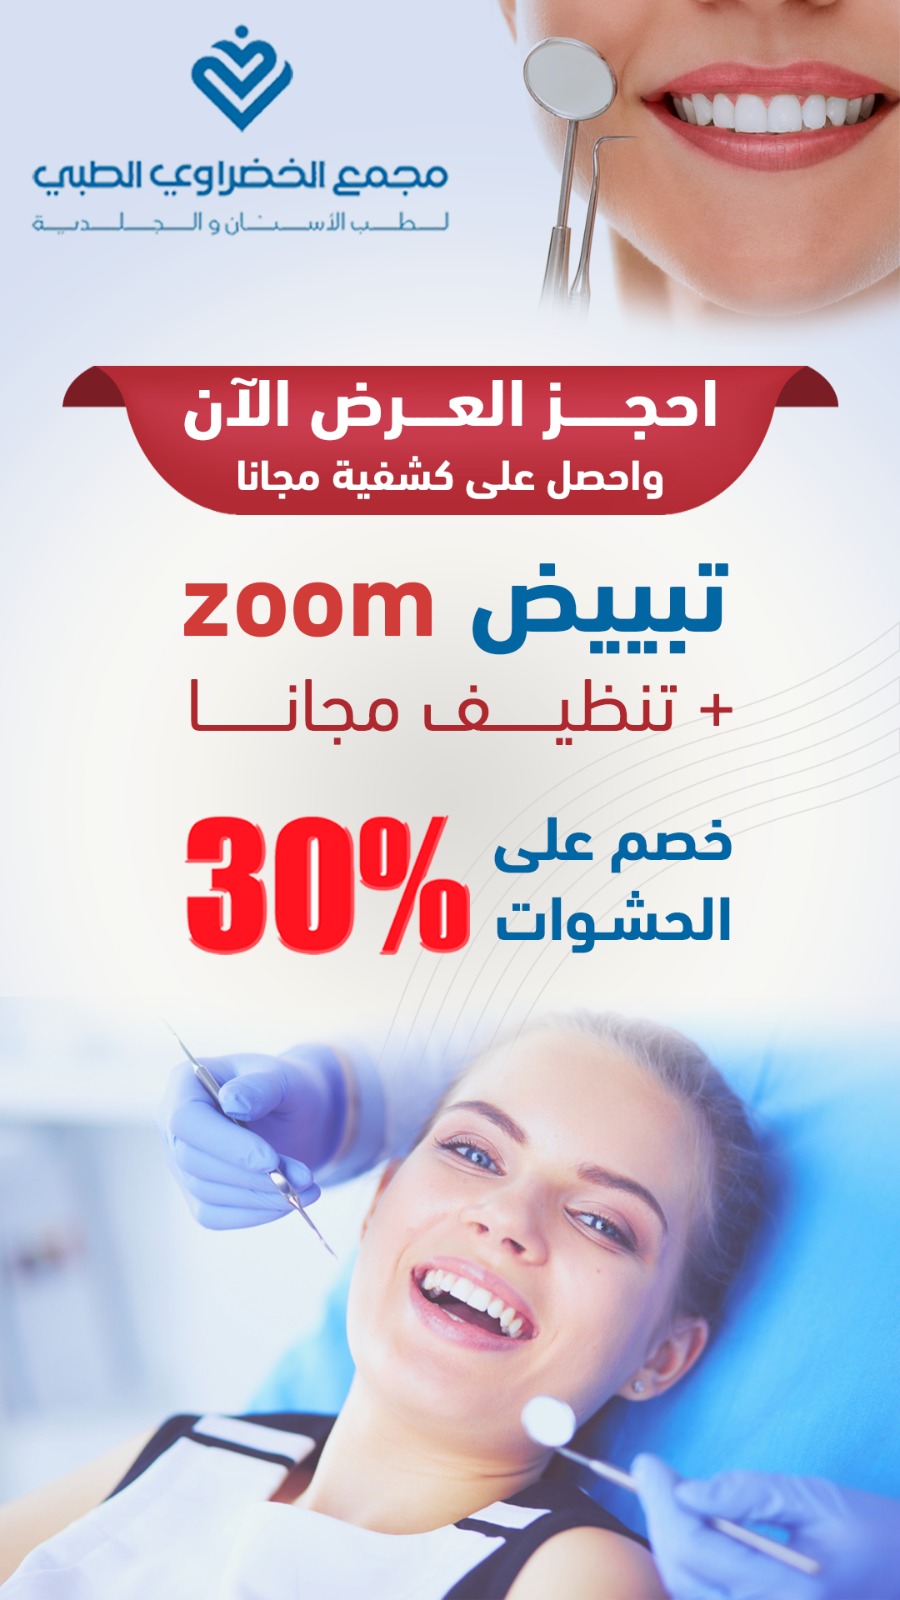 مجمع الخضراوي الطبي
لطب الأسنان والجلدية
احجز العرض الآن
واحصل على كشفية مجانا
تبييض zoom
+ تنظيف مجانا
خصم على
الحشوات
30%